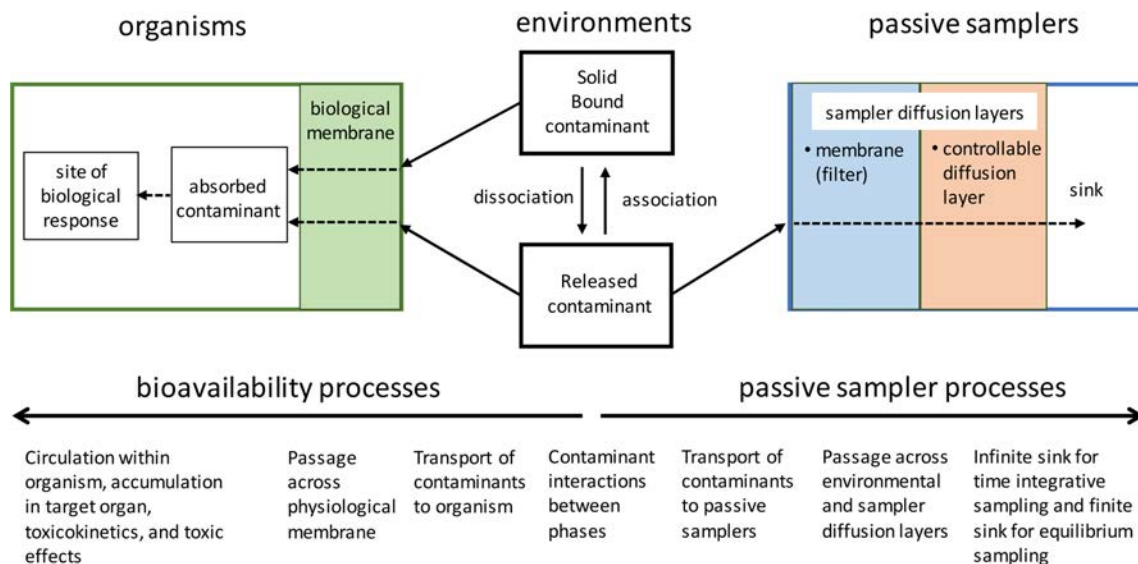 organisms
environments
passive samplers
biological
membrane
site of
biological
response
absorbed
contaminant
Solid
Bound
contaminant
dissociation
association
Released
contaminant
sampler diffusion layers
• membrane
(filter)
• controllable
diffusion
layer
sink
bioavailability processes
passive sampler processes
Circulation within
organism, accumulation
in target organ,
toxicokinetics, and toxic
effects
Passage
across
physiological
membrane
Transport of
contaminants
to organism
Contaminant
interactions
between
phases
Transport of
contaminants
to passive
samplers
Passage across
environmental
and sampler
diffusion layers
Infinite sink for
time integrative
sampling and finite
sink for equilibrium
sampling